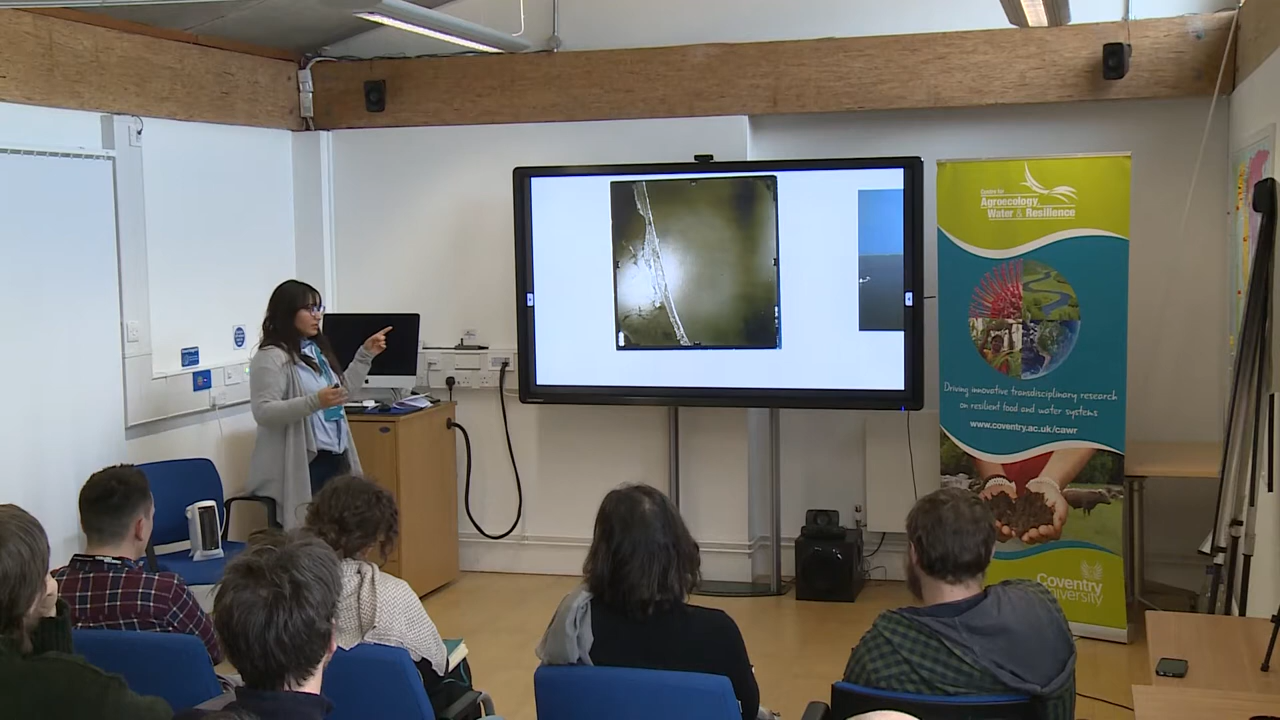 Centre for
Agroecology,
Water & Resilience
Driving innovative transdisciplinary research
on resilient food and water systems
www.coventry.ac.uk/cawr
Coventry
University